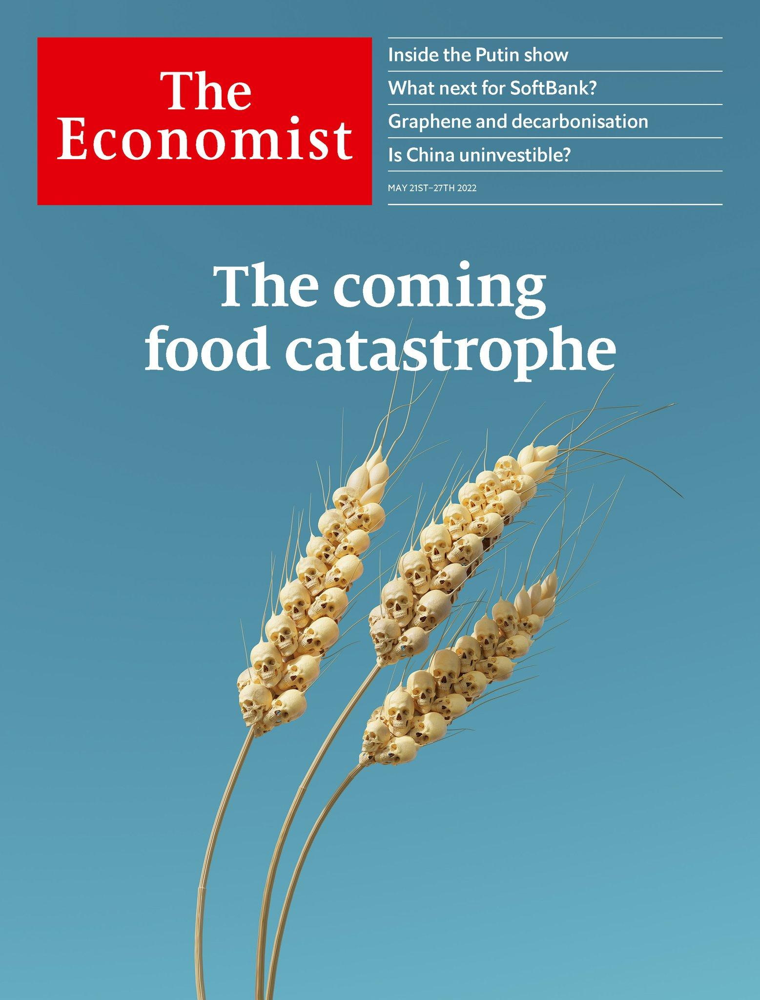 The
Economist
Inside the Putin show
What next for SoftBank?
Graphene and decarbonisation
Is China uninvestible?
MAY 21ST–27TH 2022
The coming
food catastrophe